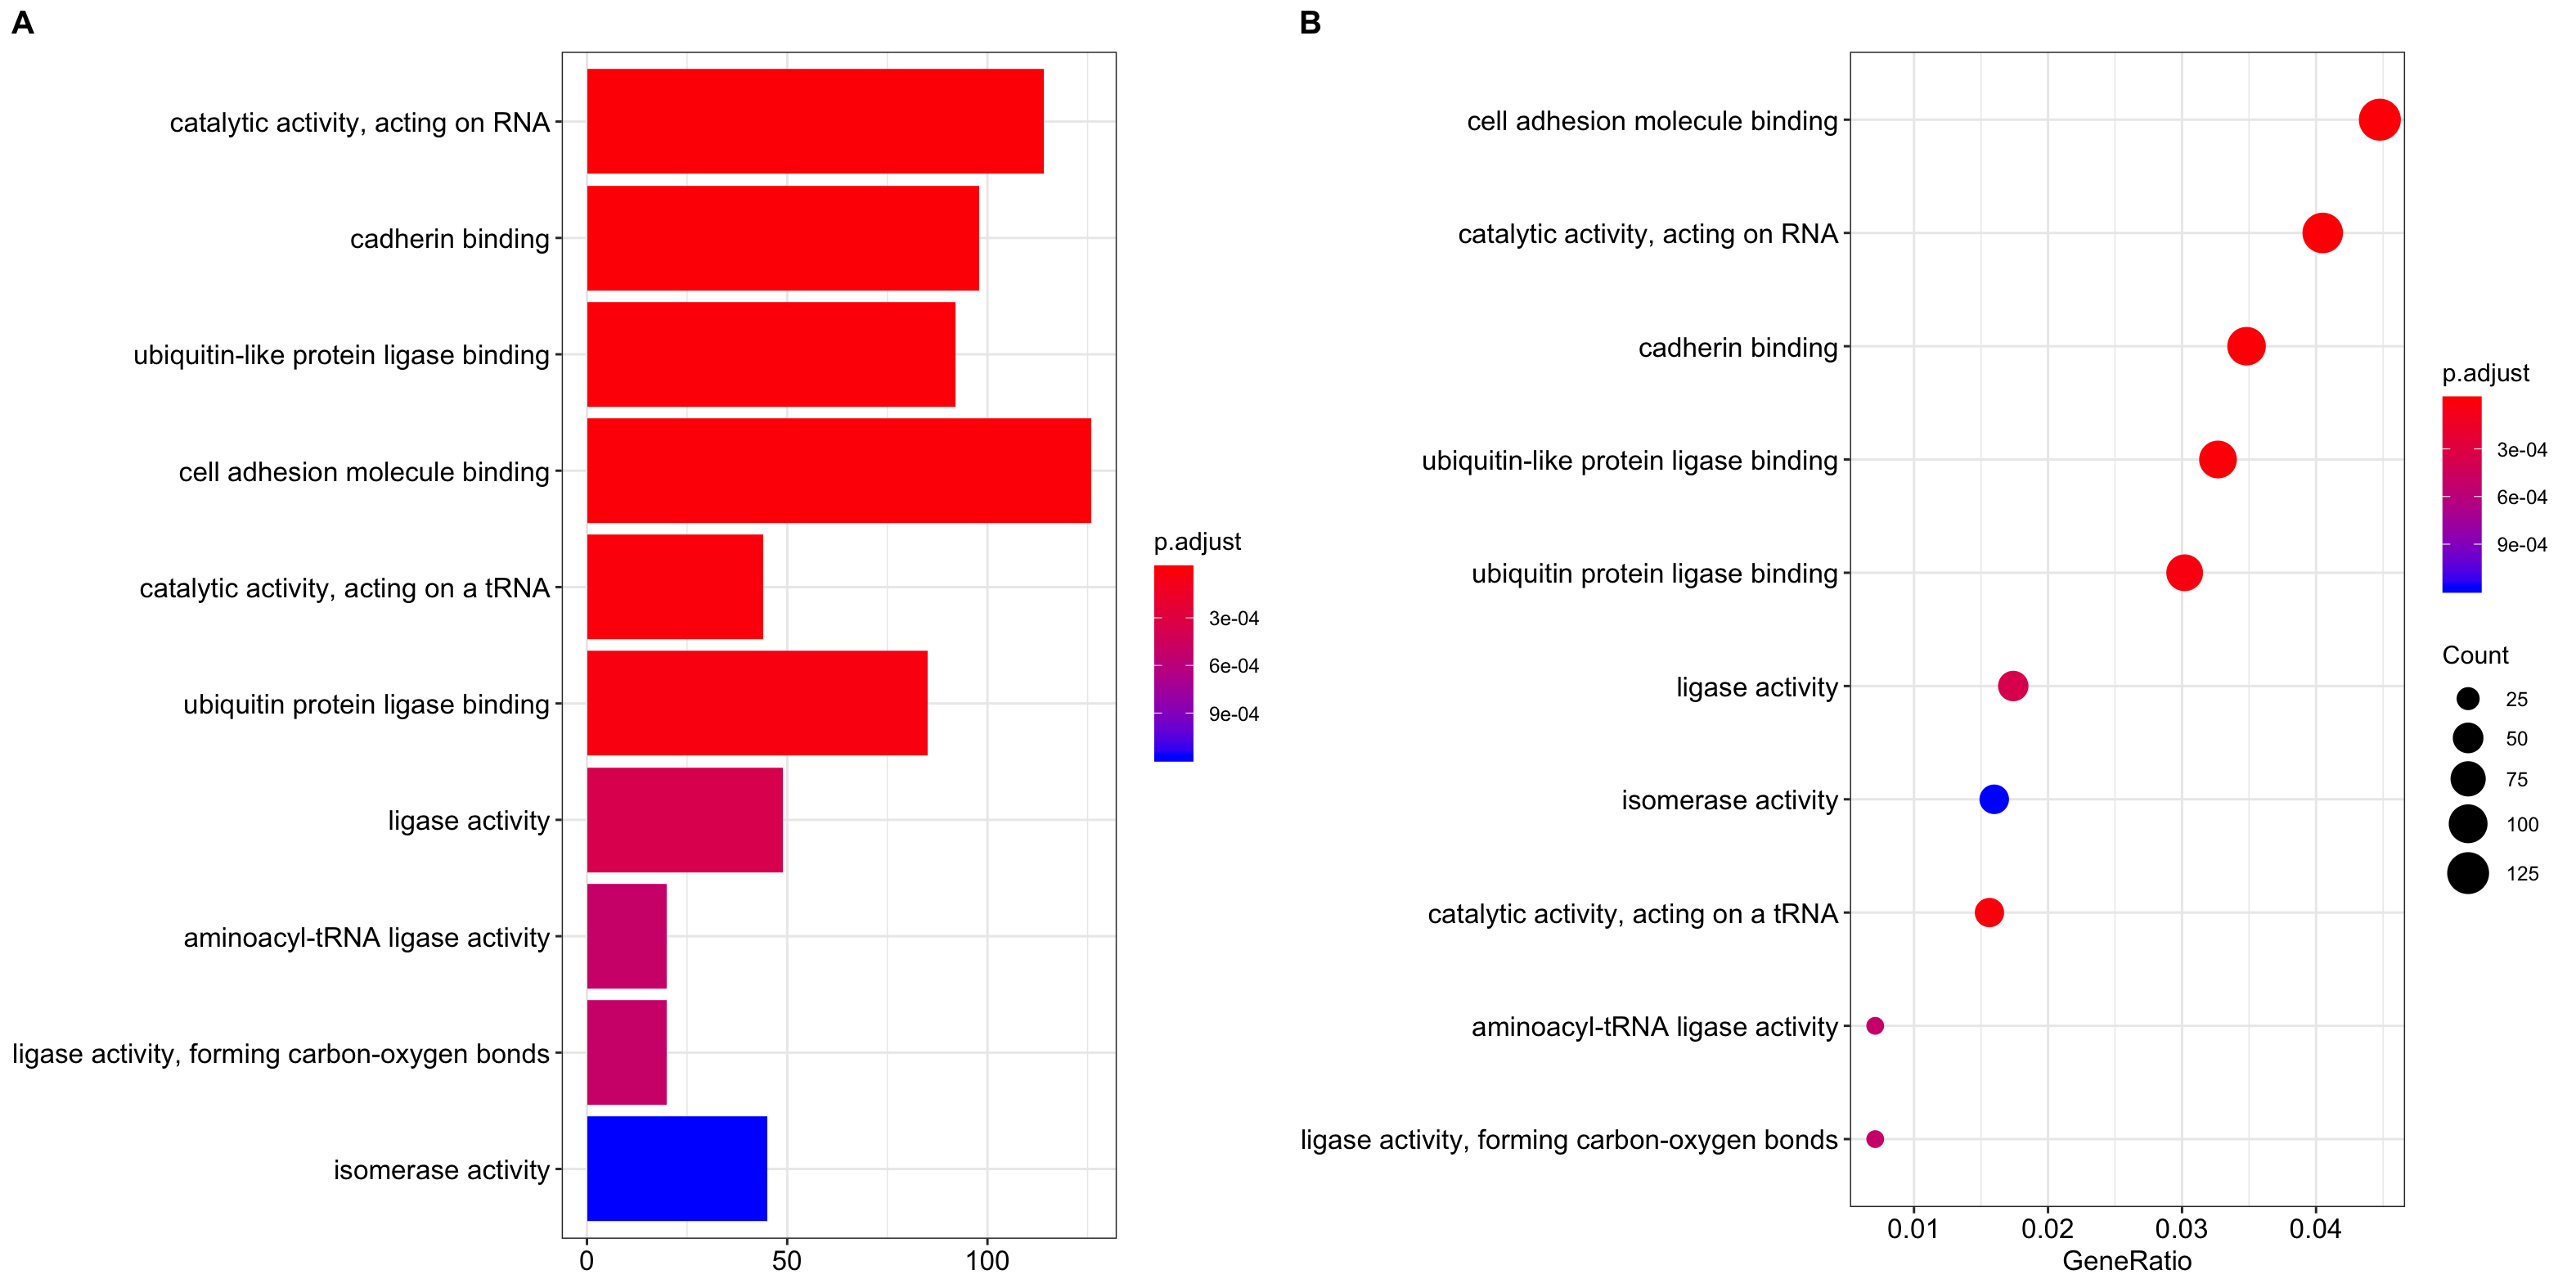 A
catalytic activity, acting on RNA
cadherin binding
ubiquitin-like protein ligase binding
cell adhesion molecule binding
catalytic activity, acting on a tRNA
ubiquitin protein ligase binding
ligase activity
aminoacyl-tRNA ligase activity
ligase activity, forming carbon-oxygen bonds
isomerase activity
0 50 100
p.adjust
3e-04
6e-04
9e-04
B
cell adhesion molecule binding
catalytic activity, acting on RNA
cadherin binding
ubiquitin-like protein ligase binding
ubiquitin protein ligase binding
ligase activity
isomerase activity
catalytic activity, acting on a tRNA
aminoacyl-tRNA ligase activity
ligase activity, forming carbon-oxygen bonds
0.01 0.02 0.03 0.04
GeneRatio
p.adjust
3e-04
6e-04
9e-04
Count
25
50
75
100
125